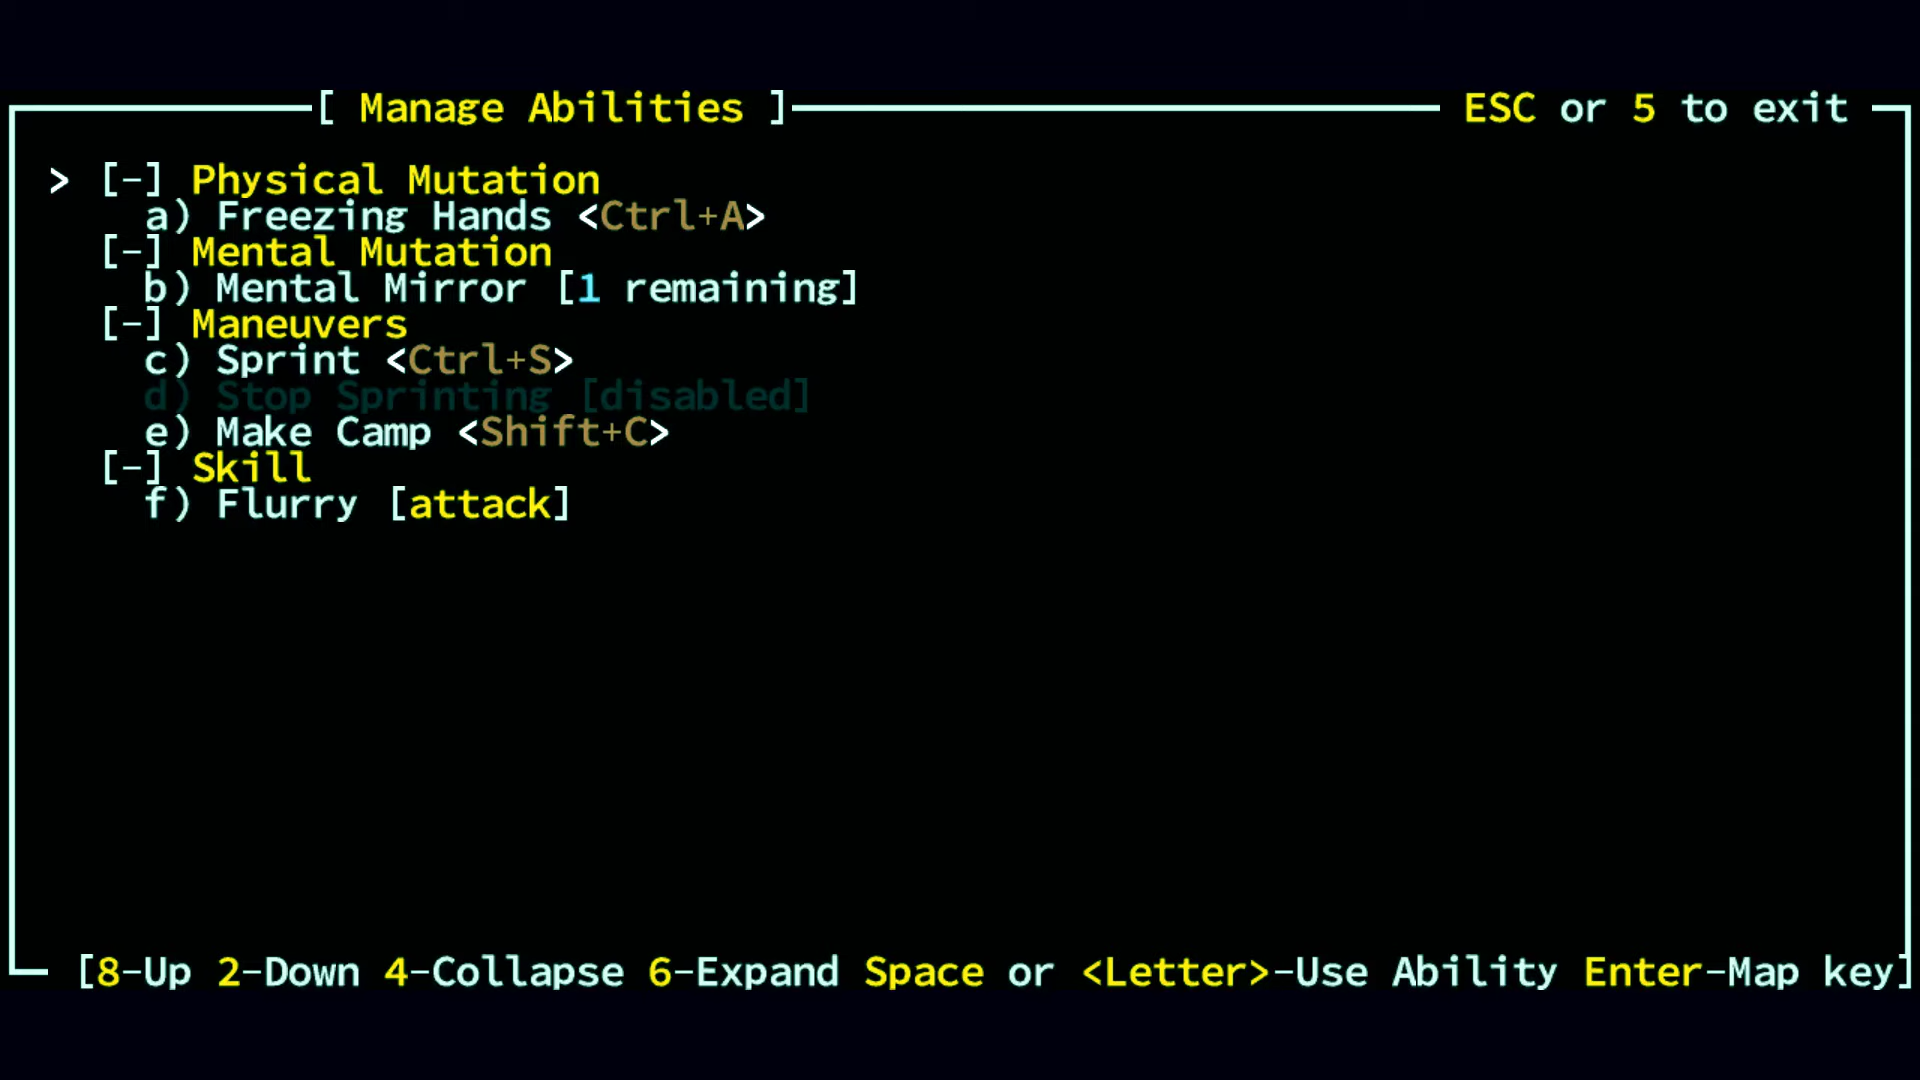 [ Manage Abilities ] ESC or 5 to exit
> [-] Physical Mutation
a) Freezing Hands <Ctrl+A>
[-] Mental Mutation
b) Mental Mirror [1 remaining]
[-] Maneuvers
c) Sprint <Ctrl+S>
d) Stop Sprinting [disabled]
e) Make Camp <Shift+C>
[-] Skill
f) Flurry [attack]
[8-Up 2-Down 4-Collapse 6-Expand Space or <Letter>-Use Ability Enter-Map key]